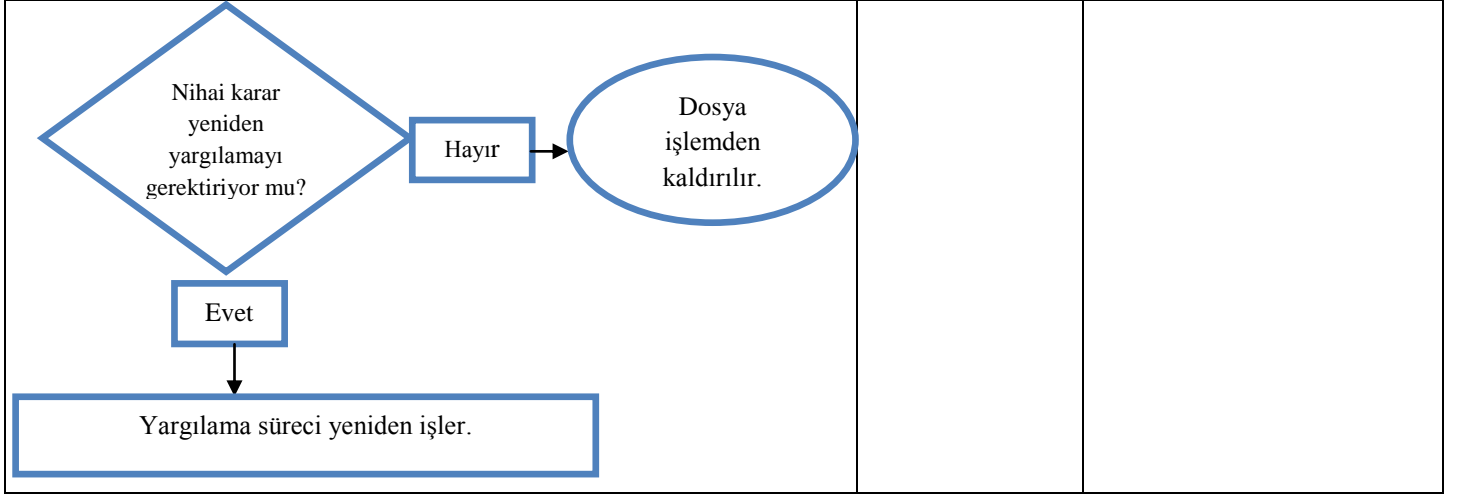 Nihai karar
yeniden
yargılamayı
gerektiriyor mu?
Hayır
Dosya
işlemden
kaldırılır.
Evet
Yargılama süreci yeniden işler.